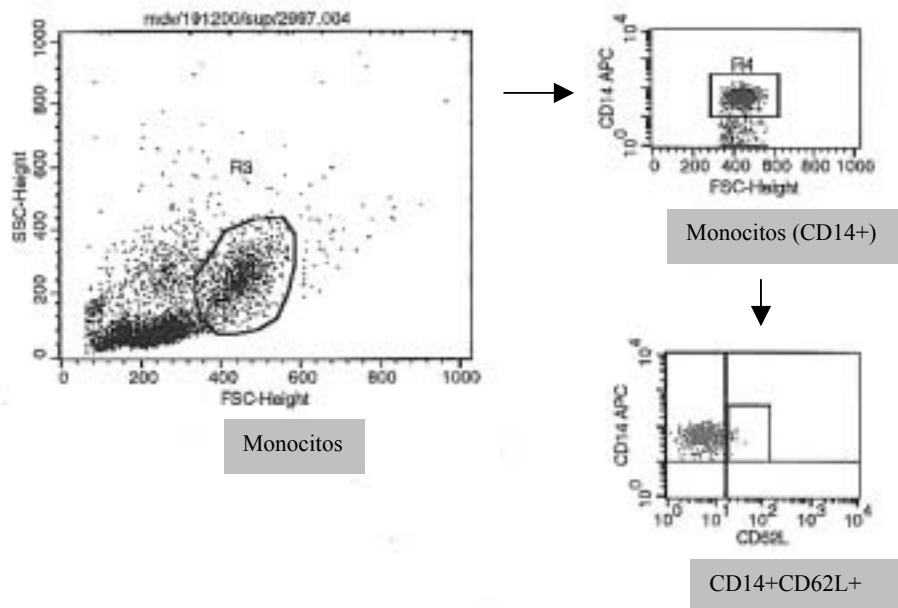 mdv/191200/sup/2997.004
1000
800
600
400
200
0
SSC-Height
R3
0 200 400 600 800 1000
FSC-Height
Monocitos
10^4
10^0
CD14 APC
R4
0 200 400 600 800 1000
FSC-Height
Monocitos (CD14+)
10^4
10^0
CD14 APC
10^0 10^1 10^2 10^3 10^4
CD62L
CD14+CD62L+